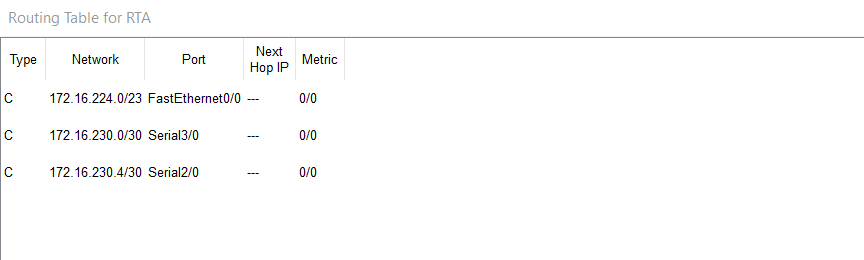 Routing Table for RTA
Type Network Port Next Hop IP Metric
C 172.16.224.0/23 FastEthernet0/0 --- 0/0
C 172.16.230.0/30 Serial3/0 --- 0/0
C 172.16.230.4/30 Serial2/0 --- 0/0